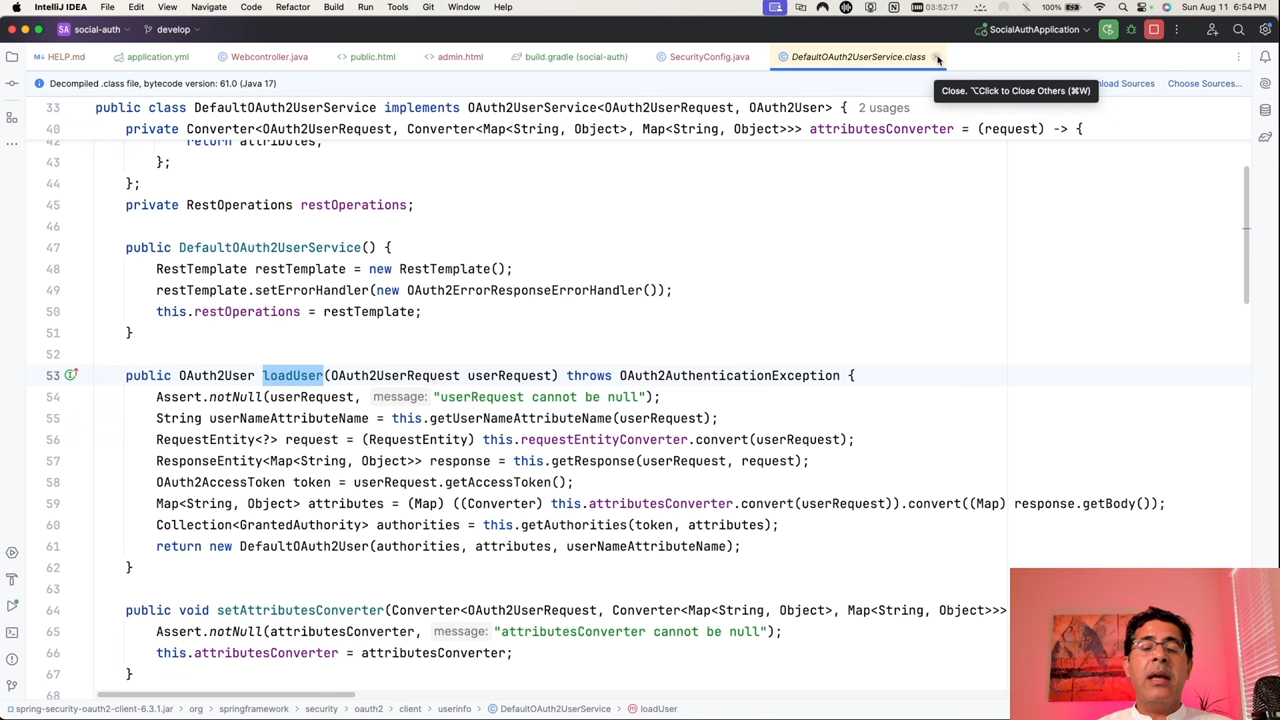 IntelliJ IDEA File Edit View Navigate Code Refactor Build Run Tools Git Window Help 03:52:17 Sun Aug 11 6:54 PM
SA social-auth develop SocialAuthApplication
HELP.md application.yml Webcontroller.java public.html admin.html build.gradle (social-auth) SecurityConfig.java DefaultOAuth2UserService.class
Decompiled .class file, bytecode version: 61.0 (Java 17) Sources Choose Sources...
Close. ⌥Click to Close Others (⌘W)
33 public class DefaultOAuth2UserService implements OAuth2UserService<OAuth2UserRequest, OAuth2User> { 2 usages
40 private Converter<OAuth2UserRequest, Converter<Map<String, Object>, Map<String, Object>>> attributesConverter = (request) -> {
42 return attributes;
43 };
44 };
45 private RestOperations restOperations;
46
47 public DefaultOAuth2UserService() {
48 RestTemplate restTemplate = new RestTemplate();
49 restTemplate.setErrorHandler(new OAuth2ErrorResponseErrorHandler());
50 this.restOperations = restTemplate;
51 }
52
53 public OAuth2User loadUser(OAuth2UserRequest userRequest) throws OAuth2AuthenticationException {
54 Assert.notNull(userRequest, message: "userRequest cannot be null");
55 String userNameAttributeName = this.getUserNameAttributeName(userRequest);
56 RequestEntity<?> request = (RequestEntity) this.requestEntityConverter.convert(userRequest);
57 ResponseEntity<Map<String, Object>> response = this.getResponse(userRequest, request);
58 OAuth2AccessToken token = userRequest.getAccessToken();
59 Map<String, Object> attributes = (Map) ((Converter) this.attributesConverter.convert(userRequest)).convert((Map) response.getBody());
60 Collection<GrantedAuthority> authorities = this.getAuthorities(token, attributes);
61 return new DefaultOAuth2User(authorities, attributes, userNameAttributeName);
62 }
63
64 public void setAttributesConverter(Converter<OAuth2UserRequest, Converter<Map<String, Object>, Map<String, Object>>>
65 Assert.notNull(attributesConverter, message: "attributesConverter cannot be null");
66 this.attributesConverter = attributesConverter;
67 }
68
spring-security-oauth2-client-6.3.1.jar org springframework security oauth2 client userinfo DefaultOAuth2UserService loadUser